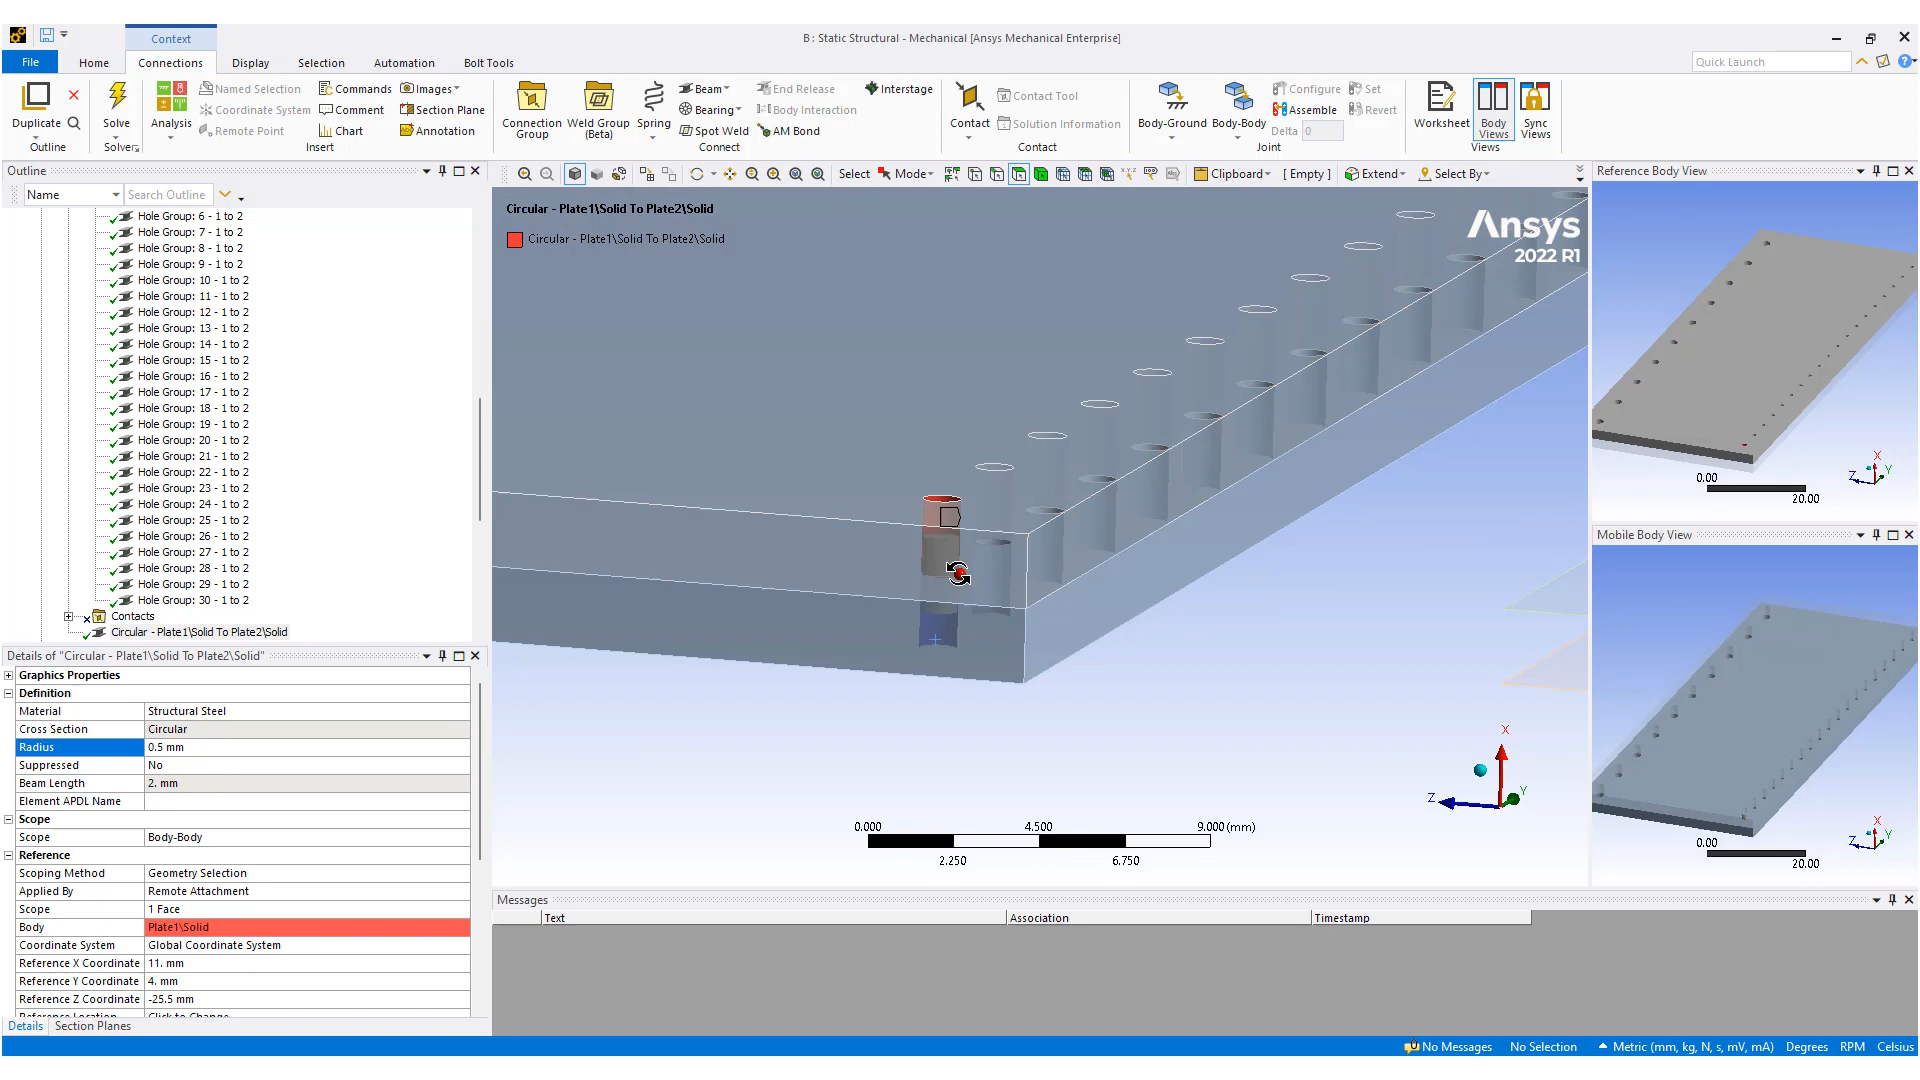 B : Static Structural - Mechanical [Ansys Mechanical Enterprise]
Context
File Home Connections Display Selection Automation Bolt Tools
Quick Launch
Duplicate
Outline
Solve
Solver
Analysis
Named Selection
Coordinate System
Remote Point
Commands
Comment
Chart
Images
Section Plane
Annotation
Insert
Connection Group
Weld Group (Beta)
Spring
Beam
Bearing
Spot Weld
End Release
Body Interaction
AM Bond
Interstage
Connect
Contact
Contact Tool
Solution Information
Contact
Body-Ground
Body-Body
Configure
Assemble
Delta 0
Set
Revert
Joint
Worksheet
Body Views
Sync Views
Views
Outline
Name Search Outline
Hole Group: 6 - 1 to 2
Hole Group: 7 - 1 to 2
Hole Group: 8 - 1 to 2
Hole Group: 9 - 1 to 2
Hole Group: 10 - 1 to 2
Hole Group: 11 - 1 to 2
Hole Group: 12 - 1 to 2
Hole Group: 13 - 1 to 2
Hole Group: 14 - 1 to 2
Hole Group: 15 - 1 to 2
Hole Group: 16 - 1 to 2
Hole Group: 17 - 1 to 2
Hole Group: 18 - 1 to 2
Hole Group: 19 - 1 to 2
Hole Group: 20 - 1 to 2
Hole Group: 21 - 1 to 2
Hole Group: 22 - 1 to 2
Hole Group: 23 - 1 to 2
Hole Group: 24 - 1 to 2
Hole Group: 25 - 1 to 2
Hole Group: 26 - 1 to 2
Hole Group: 27 - 1 to 2
Hole Group: 28 - 1 to 2
Hole Group: 29 - 1 to 2
Hole Group: 30 - 1 to 2
Contacts
Circular - Plate1\Solid To Plate2\Solid
Details of "Circular - Plate1\Solid To Plate2\Solid"
Graphics Properties
Definition
Material Structural Steel
Cross Section Circular
Radius 0.5 mm
Suppressed No
Beam Length 2. mm
Element APDL Name
Scope
Scope Body-Body
Reference
Scoping Method Geometry Selection
Applied By Remote Attachment
Scope 1 Face
Body Plate1\Solid
Coordinate System Global Coordinate System
Reference X Coordinate 11. mm
Reference Y Coordinate 4. mm
Reference Z Coordinate -25.5 mm
Reference Location Click to Change
Details Section Planes
Select Mode Clipboard [ Empty ] Extend Select By
Circular - Plate1\Solid To Plate2\Solid
Circular - Plate1\Solid To Plate2\Solid
Ansys
2022 R1
X
Y
Z
0.000 4.500 9.000 (mm)
2.250 6.750
Reference Body View
X
Y
Z
0.00
20.00
Mobile Body View
X
Y
Z
0.00
20.00
Messages
Text Association Timestamp
No Messages No Selection Metric (mm, kg, N, s, mV, mA) Degrees RPM Celsius